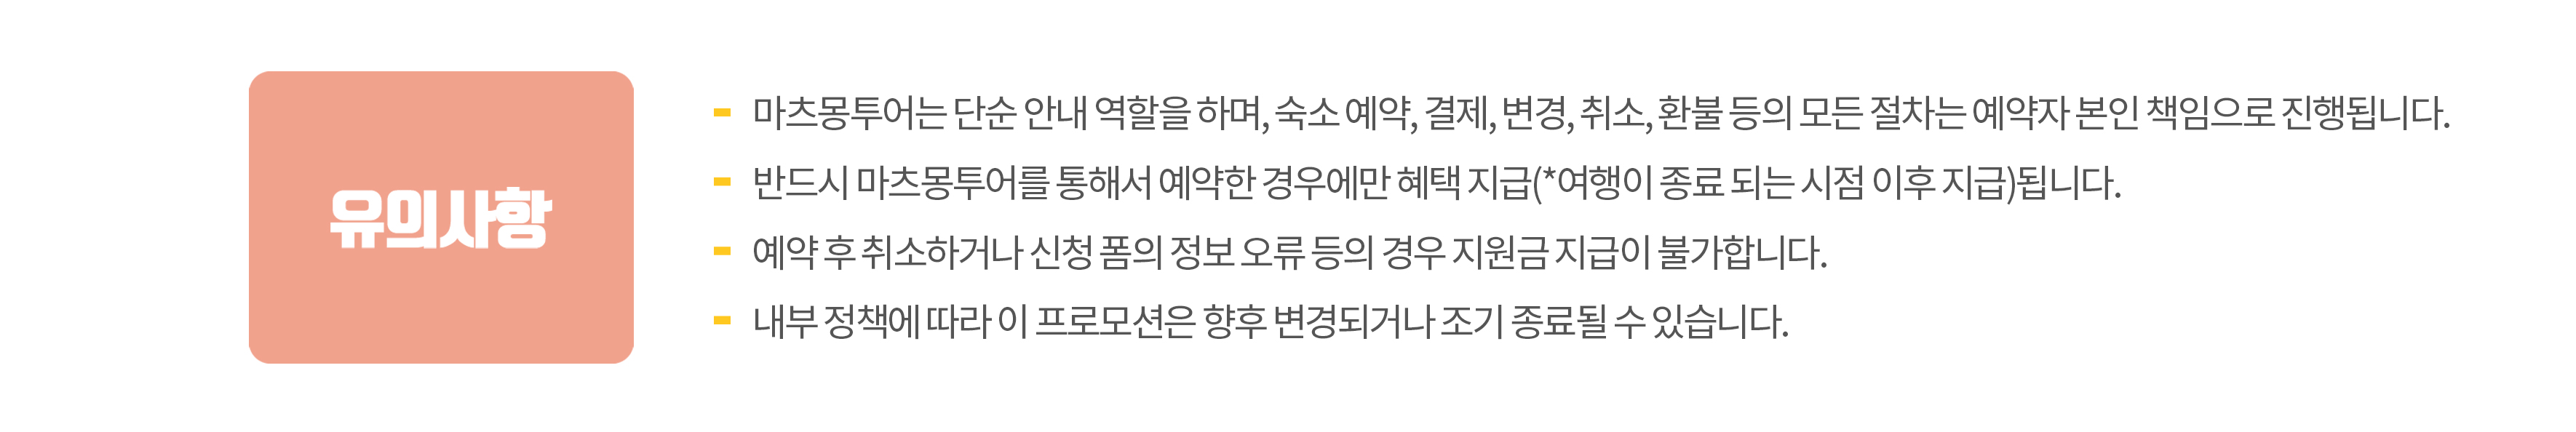 유의사항
- 마츠몽투어는 단순 안내 역할을 하며, 숙소 예약, 결제, 변경, 취소, 환불 등의 모든 절차는 예약자 본인 책임으로 진행됩니다.
- 반드시 마츠몽투어를 통해서 예약한 경우에만 혜택 지급(*여행이 종료 되는 시점 이후 지급)됩니다.
- 예약 후 취소하거나 신청 폼의 정보 오류 등의 경우 지원금 지급이 불가합니다.
- 내부 정책에 따라 이 프로모션은 향후 변경되거나 조기 종료될 수 있습니다.